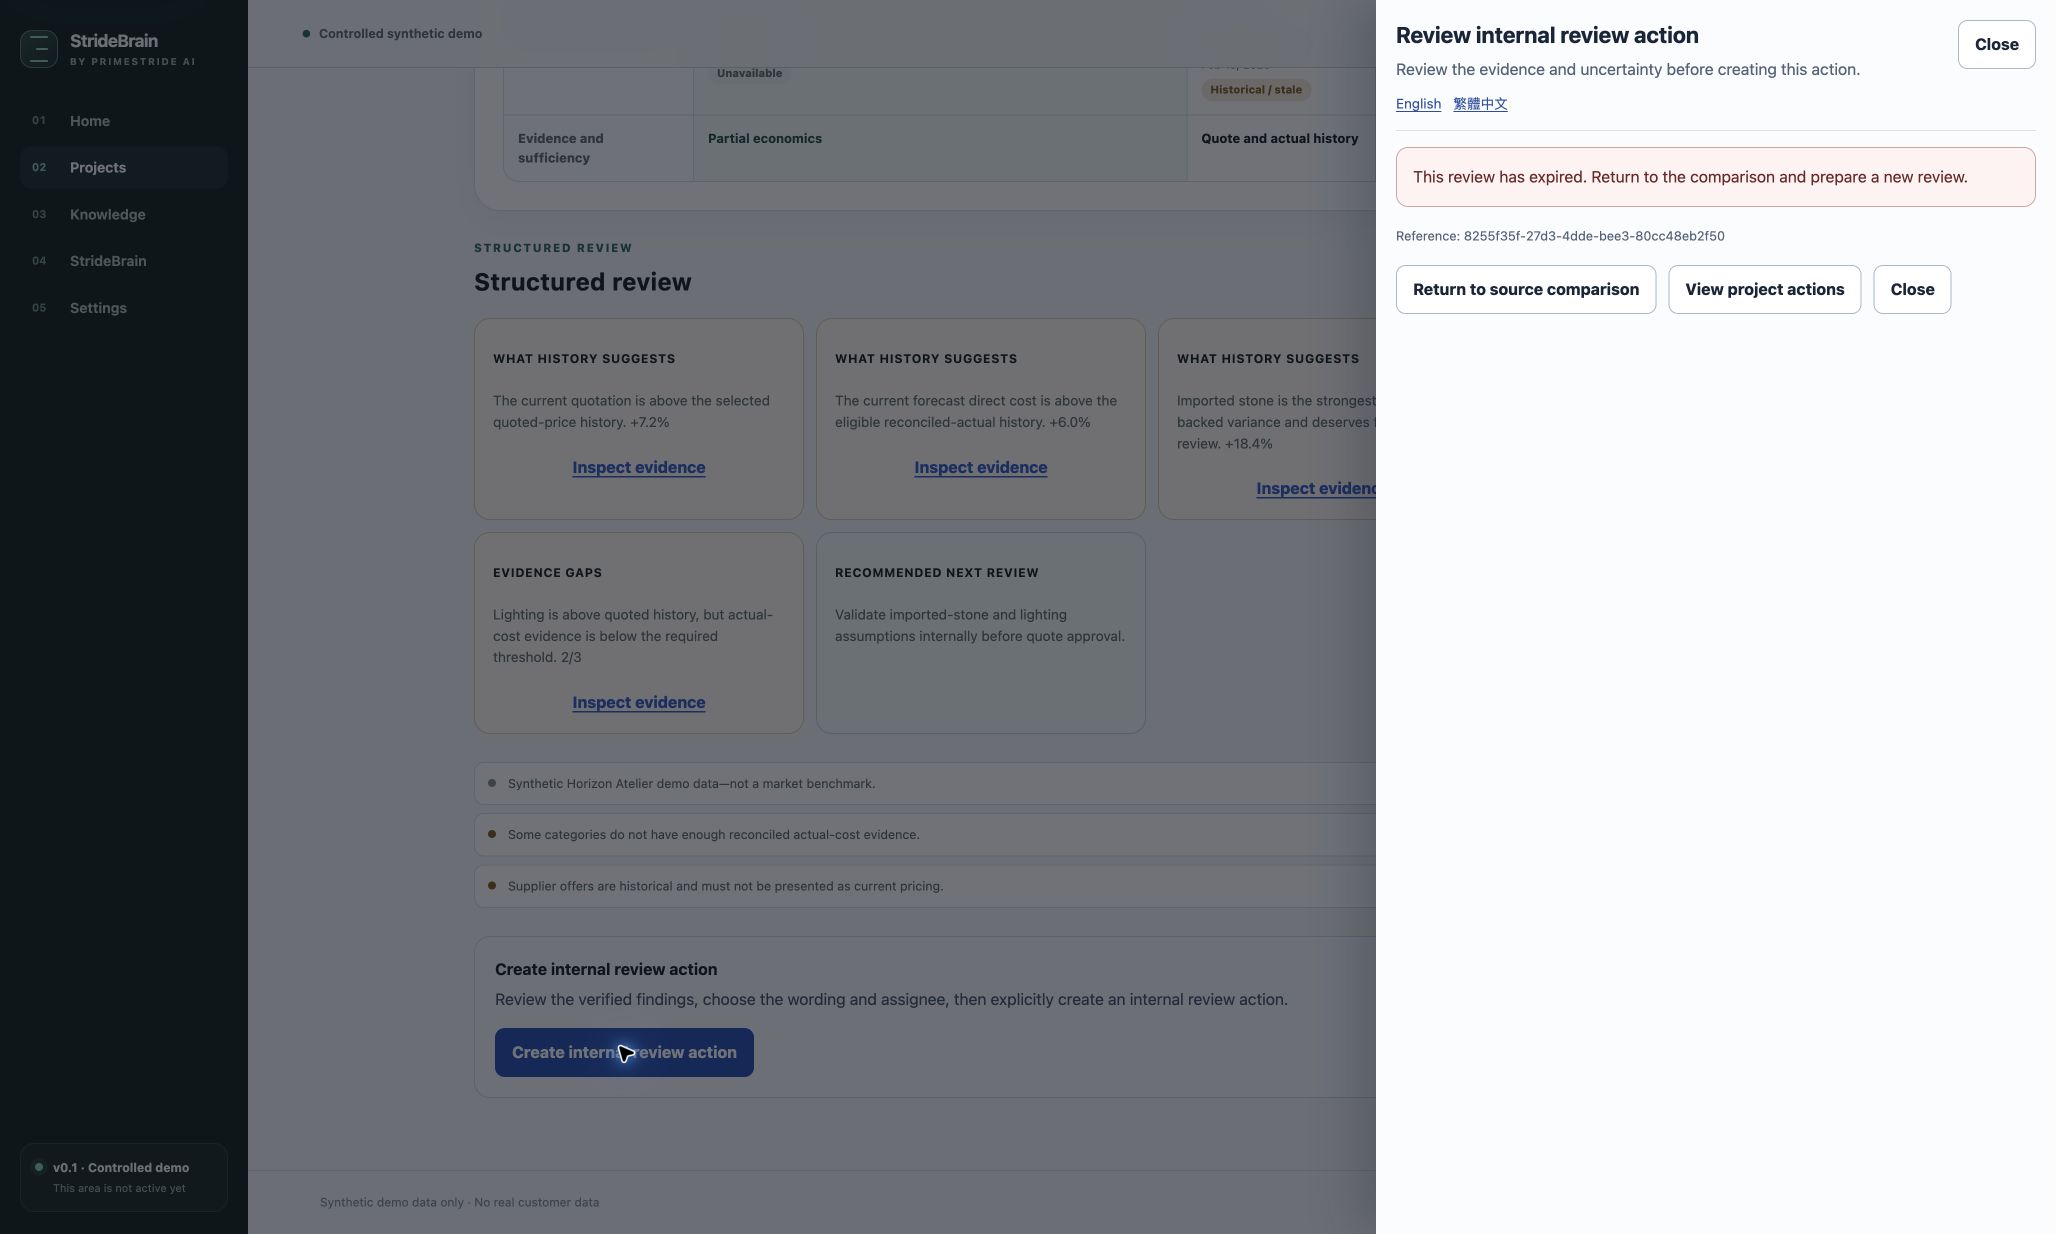 StrideBrain
BY PRIMESTRIDE AI
01 Home
02 Projects
03 Knowledge
04 StrideBrain
05 Settings
v0.1 · Controlled demo
This area is not active yet
Controlled synthetic demo
Unavailable
Historical / stale
Evidence and
sufficiency
Partial economics
Quote and actual history
STRUCTURED REVIEW
Structured review
WHAT HISTORY SUGGESTS
The current quotation is above the selected
quoted-price history. +7.2%
Inspect evidence
WHAT HISTORY SUGGESTS
The current forecast direct cost is above the
eligible reconciled-actual history. +6.0%
Inspect evidence
WHAT HISTORY SUGGESTS
Imported stone is the strongest
backed variance and deserves
review. +18.4%
Inspect
EVIDENCE GAPS
Lighting is above quoted history, but actual-
cost evidence is below the required
threshold. 2/3
Inspect evidence
RECOMMENDED NEXT REVIEW
Validate imported-stone and lighting
assumptions internally before quote approval.
Synthetic Horizon Atelier demo data—not a market benchmark.
Some categories do not have enough reconciled actual-cost evidence.
Supplier offers are historical and must not be presented as current pricing.
Create internal review action
Review the verified findings, choose the wording and assignee, then explicitly create an internal review action.
Create internal review action
Synthetic demo data only · No real customer data
Review internal review action
Close
Review the evidence and uncertainty before creating this action.
English 繁體中文
This review has expired. Return to the comparison and prepare a new review.
Reference: 8255f35f-27d3-4dde-bee3-80cc48eb2f50
Return to source comparison
View project actions
Close